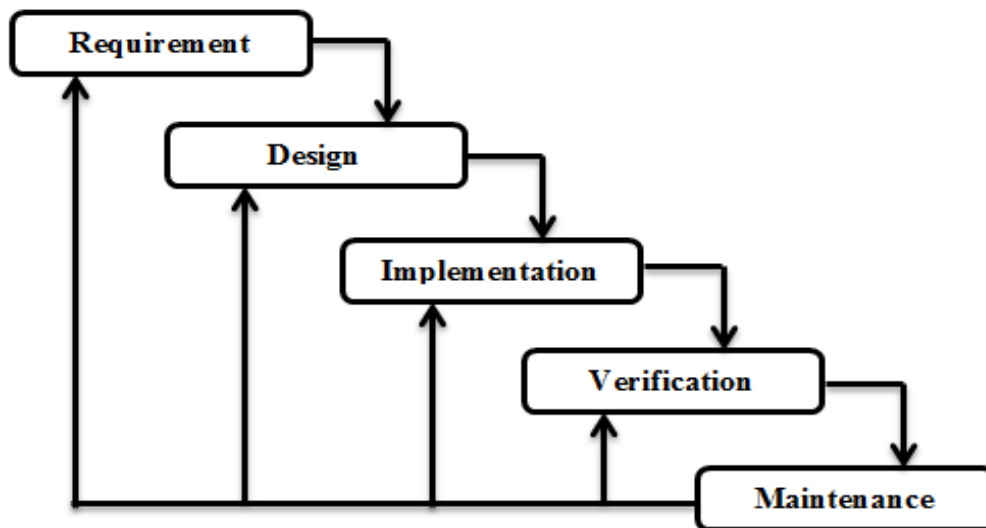 Requirement
Design
Implementation
Verification
Maintenance